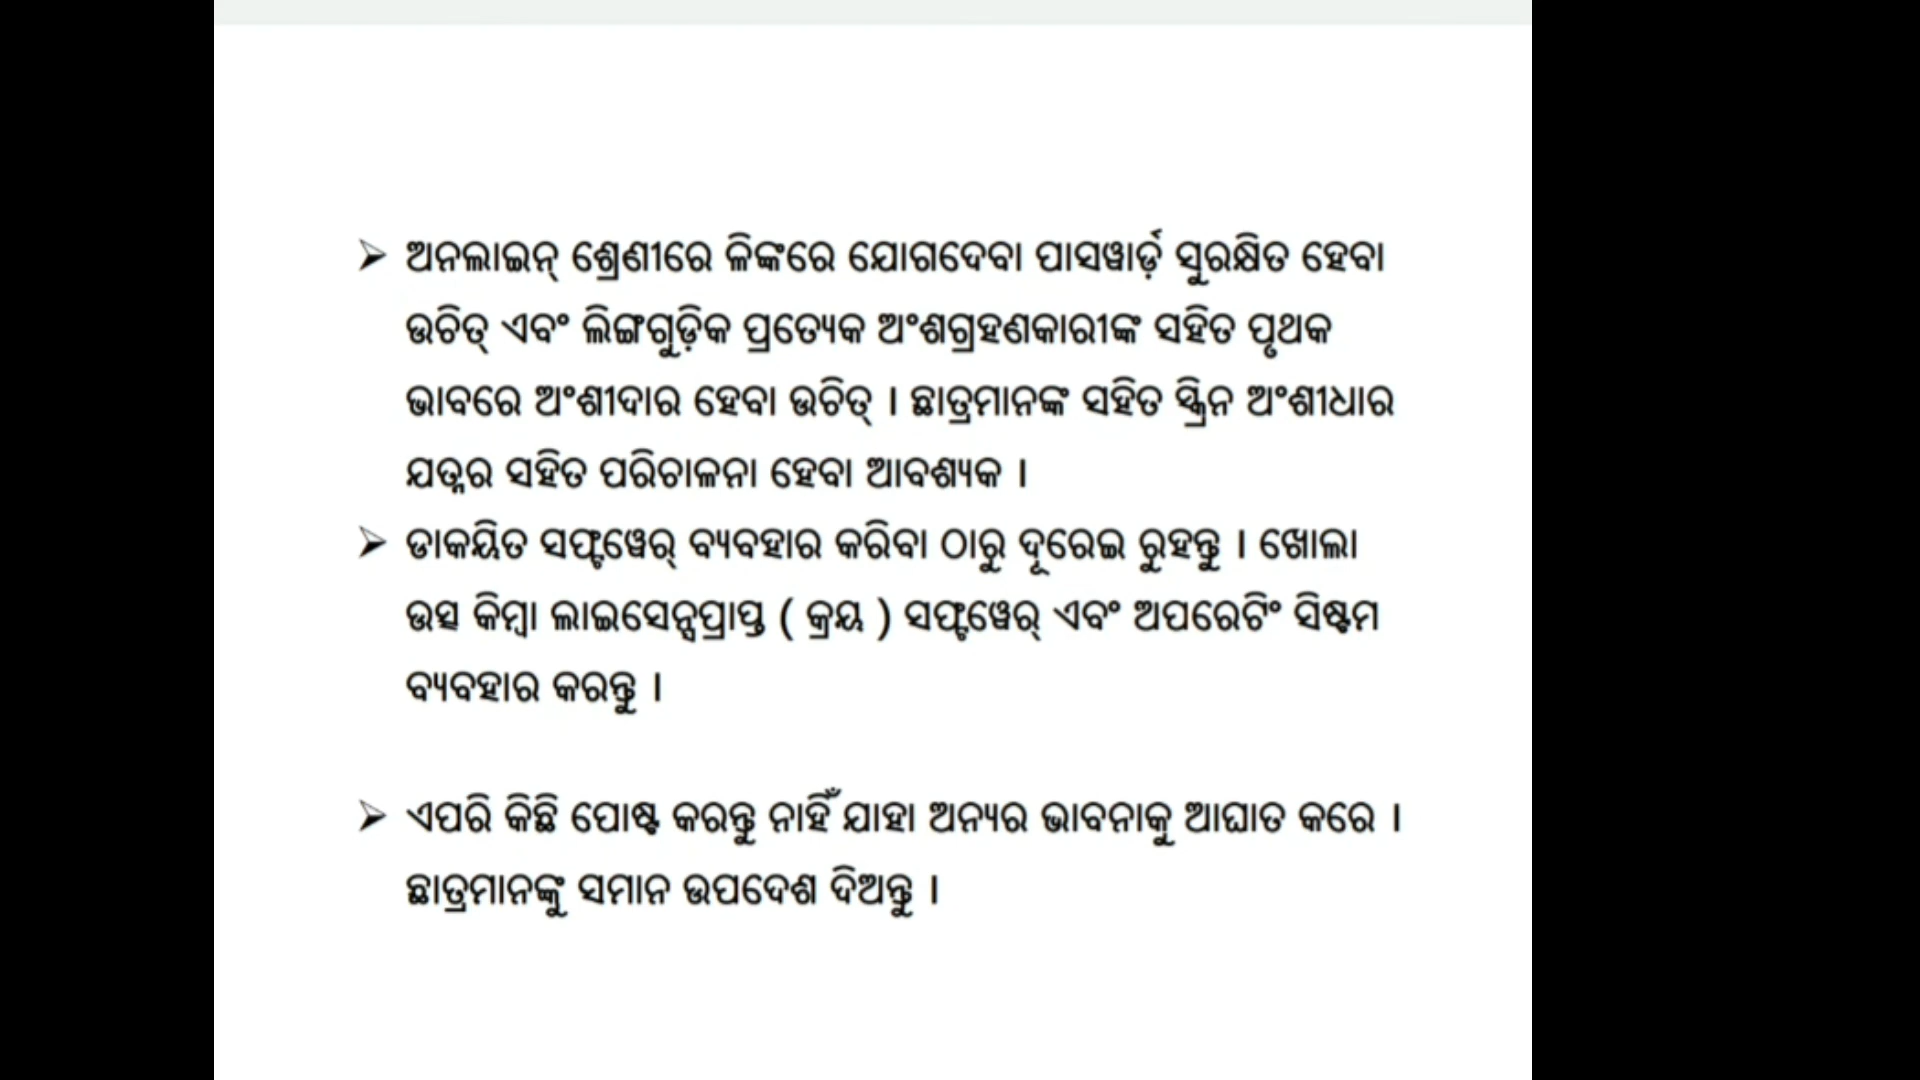 ➢ ଅନଲାଇନ୍ ଶ୍ରେଣୀରେ ଳିଙ୍କରେ ଯୋଗଦେବା ପାସୱାର୍ଡ଼ ସୁରକ୍ଷିତ ହେବା
ଉଚିତ୍ ଏବଂ ଲିଙ୍ଗଗୁଡ଼ିକ ପ୍ରତ୍ୟେକ ଅଂଶଗ୍ରହଣକାରୀଙ୍କ ସହିତ ପୃଥକ
ଭାବରେ ଅଂଶୀଦାର ହେବା ଉଚିତ୍ । ଛାତ୍ରମାନଙ୍କ ସହିତ ସ୍କ୍ରିନ ଅଂଶୀଧାର
ଯତ୍ନର ସହିତ ପରିଚାଳନା ହେବା ଆବଶ୍ୟକ ।
➢ ଡାକୟିତ ସଫ୍ଟୱେର୍ ବ୍ୟବହାର କରିବା ଠାରୁ ଦୂରେଇ ରୁହନ୍ତୁ । ଖୋଲା
ଉତ୍ସ କିମ୍ବା ଲାଇସେନ୍ସପ୍ରାପ୍ତ ( କ୍ରୟ ) ସଫ୍ଟୱେର୍ ଏବଂ ଅପରେଟିଂ ସିଷ୍ଟମ
ବ୍ୟବହାର କରନ୍ତୁ ।
➢ ଏପରି କିଛି ପୋଷ୍ଟ କରନ୍ତୁ ନାହିଁ ଯାହା ଅନ୍ୟର ଭାବନାକୁ ଆଘାତ କରେ ।
ଛାତ୍ରମାନଙ୍କୁ ସମାନ ଉପଦେଶ ଦିଅନ୍ତୁ ।